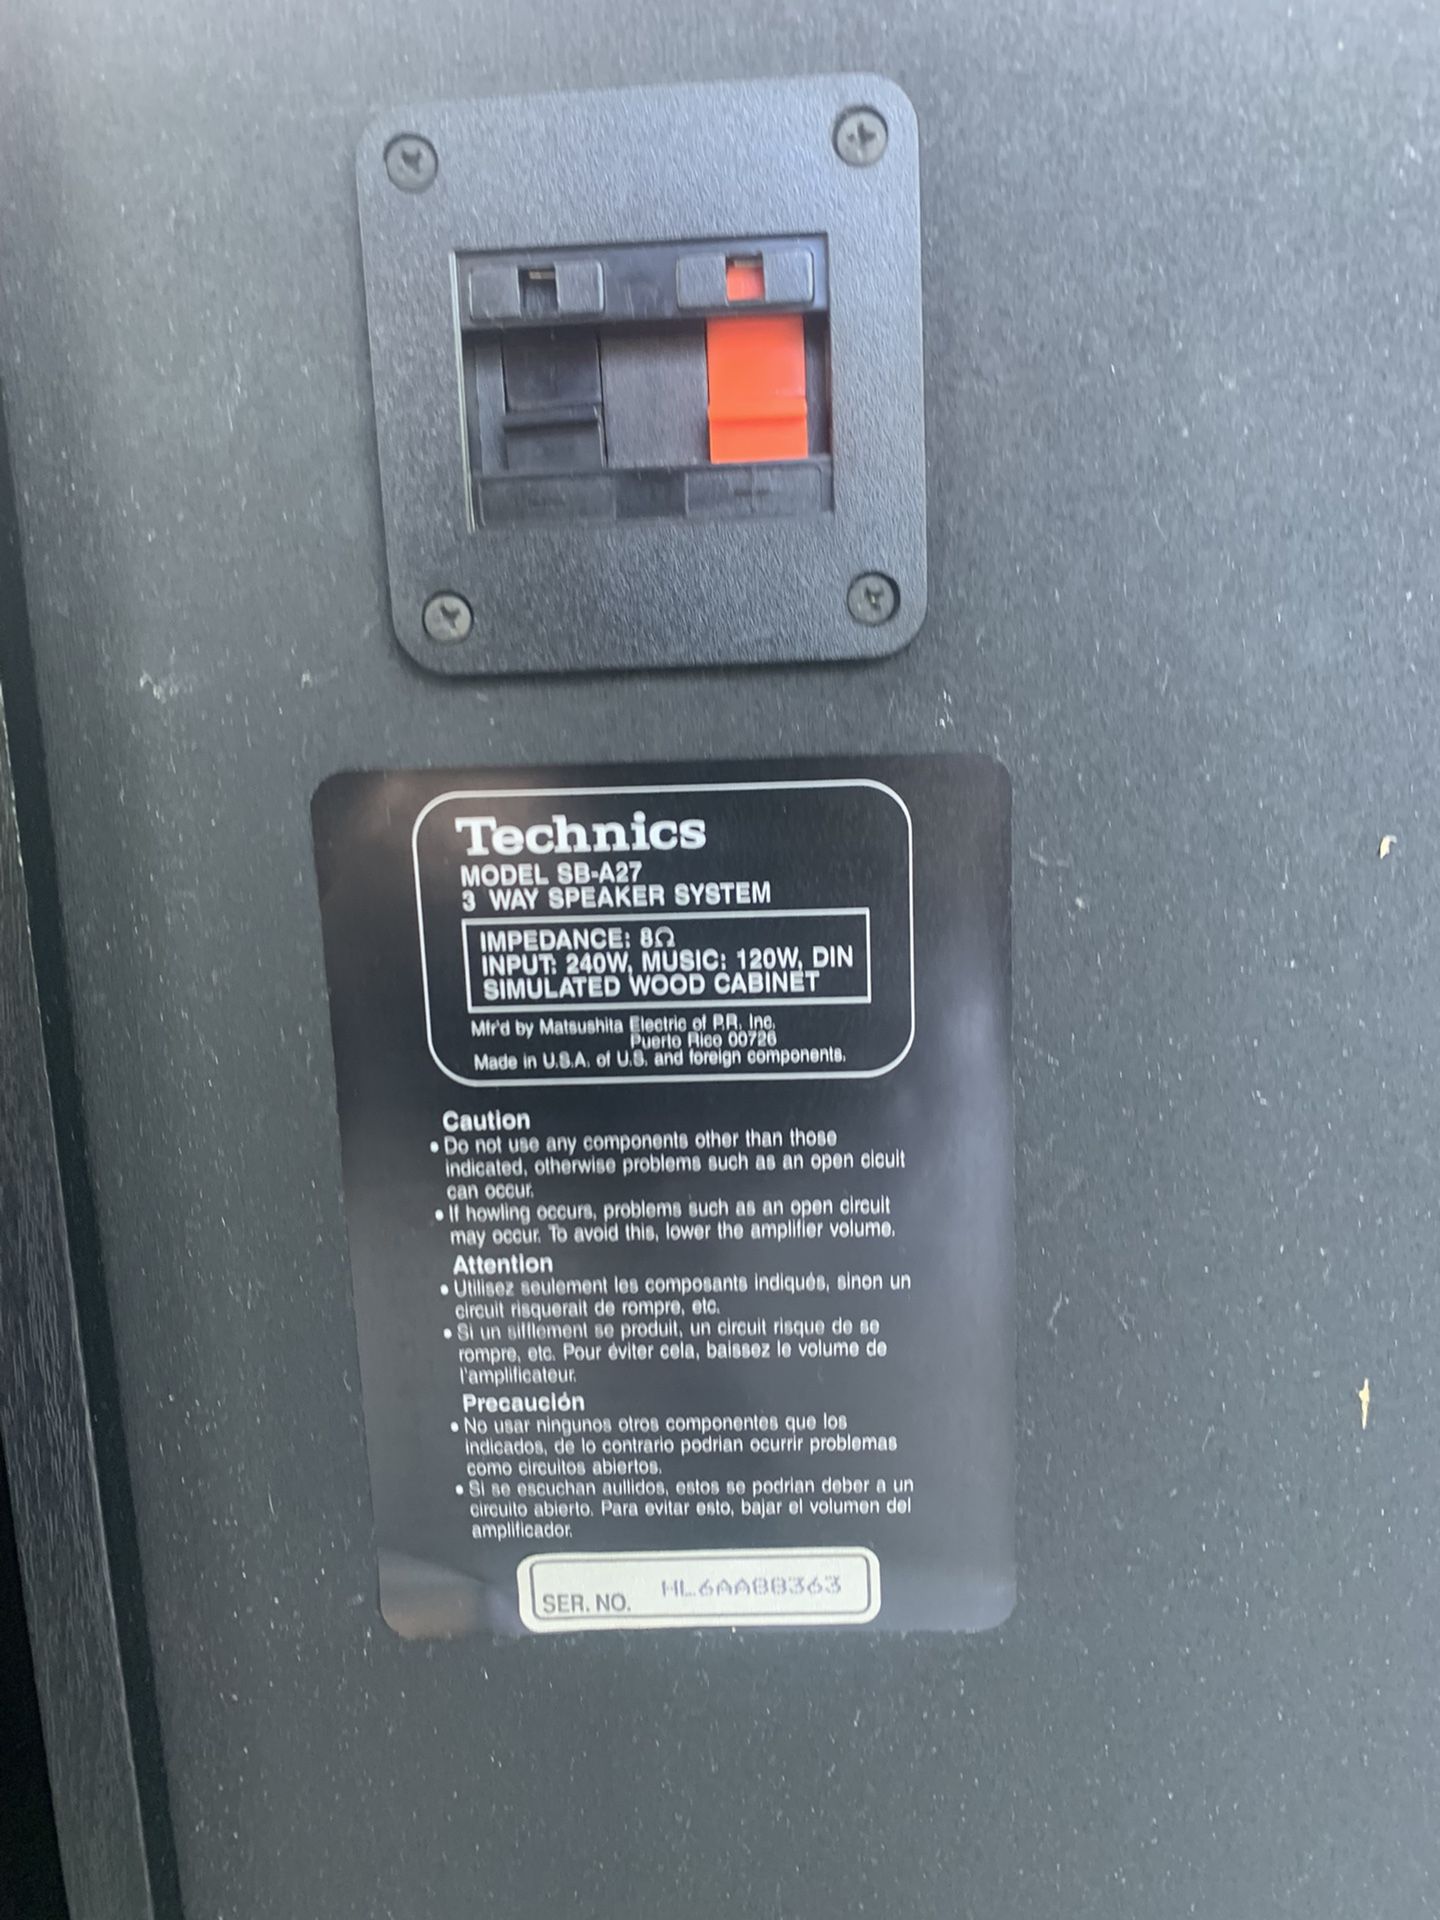 − +
Technics
MODEL SB-A27
3 WAY SPEAKER SYSTEM
IMPEDANCE: 8Ω
INPUT: 240W, MUSIC; 120W, DIN
SIMULATED WOOD CABINET
Mfr'd by Matsushita Electric of P.R. Inc.
Puerto Rico 00726
Made in U.S.A. of U.S. and foreign components.
Caution
• Do not use any components other than those
indicated, otherwise problems such as an open cicuit
can occur.
• If howling occurs, problems such as an open circuit
may occur. To avoid this, lower the amplifier volume.
Attention
• Utilisez seulement les composants indiqués, sinon un
circuit risquerait de rompre, etc.
• Si un sifflement se produit, un circuit risque de se
rompre, etc. Pour éviter cela, baissez le volume de
l'amplificateur.
Precaución
• No usar ningunos otros componentes que los
indicados, de lo contrario podrian ocurrir problemas
como circuitos abiertos.
• Si se escuchan aullidos, estos se podrian deber a un
circuito abierto. Para evitar esto, bajar el volumen del
amplificador.
SER. NO. HL6AA88363